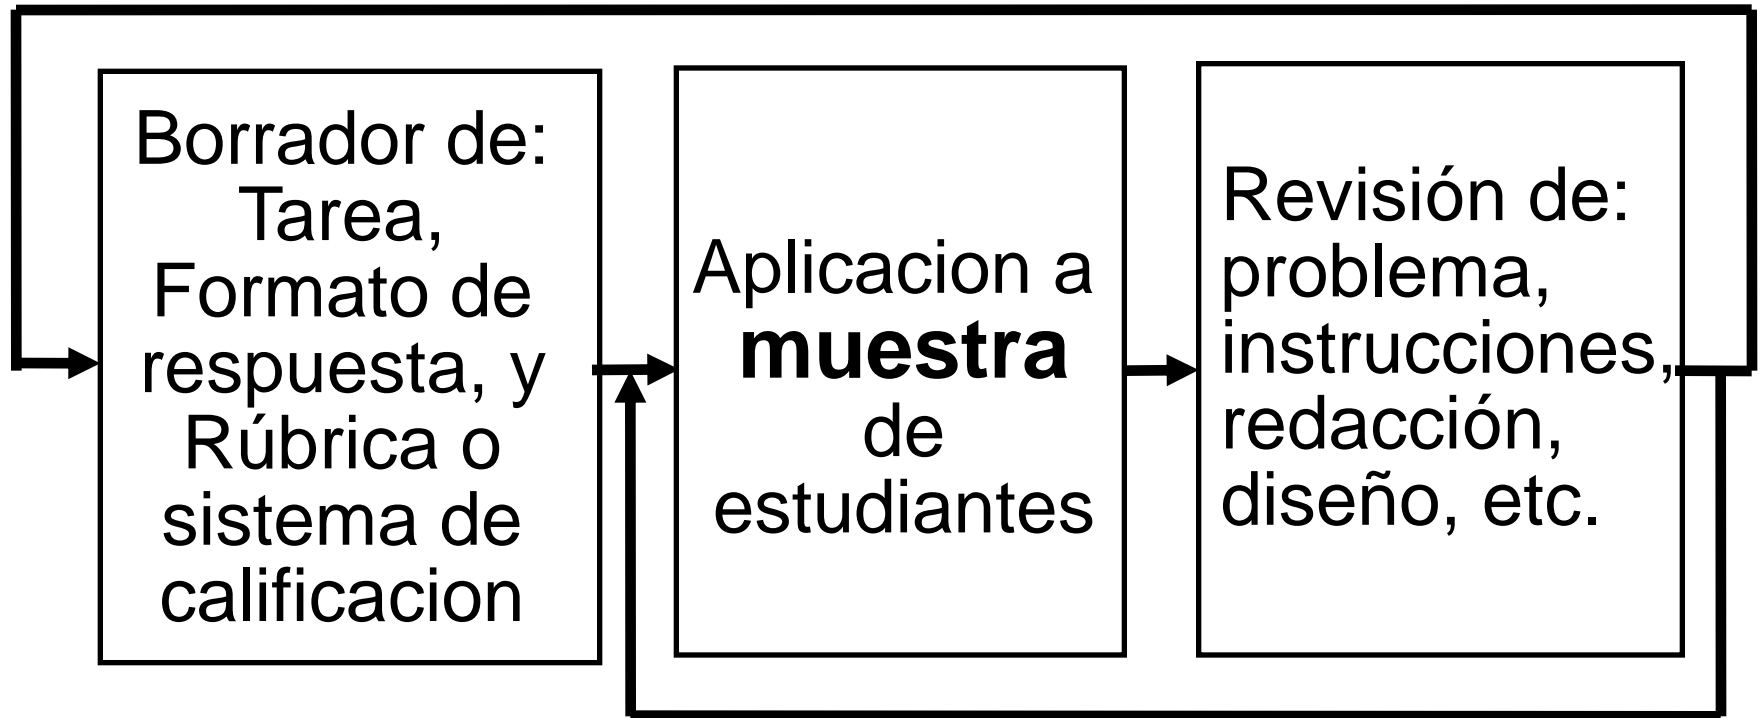 Borrador de:
Tarea,
Formato de
respuesta, y
Rúbrica o
sistema de
calificacion
Aplicacion a
muestra
de
estudiantes
Revisión de:
problema,
instrucciones,
redacción,
diseño, etc.